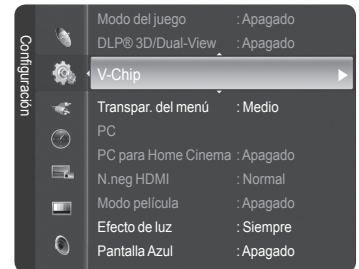 Configuración
Modo del juego : Apagado
DLP® 3D/Dual-View : Apagado
V-Chip
Transpar. del menú : Medio
PC
PC para Home Cinema : Apagado
N.neg HDMI : Normal
Modo película : Apagado
Efecto de luz : Siempre
Pantalla Azul : Apagado